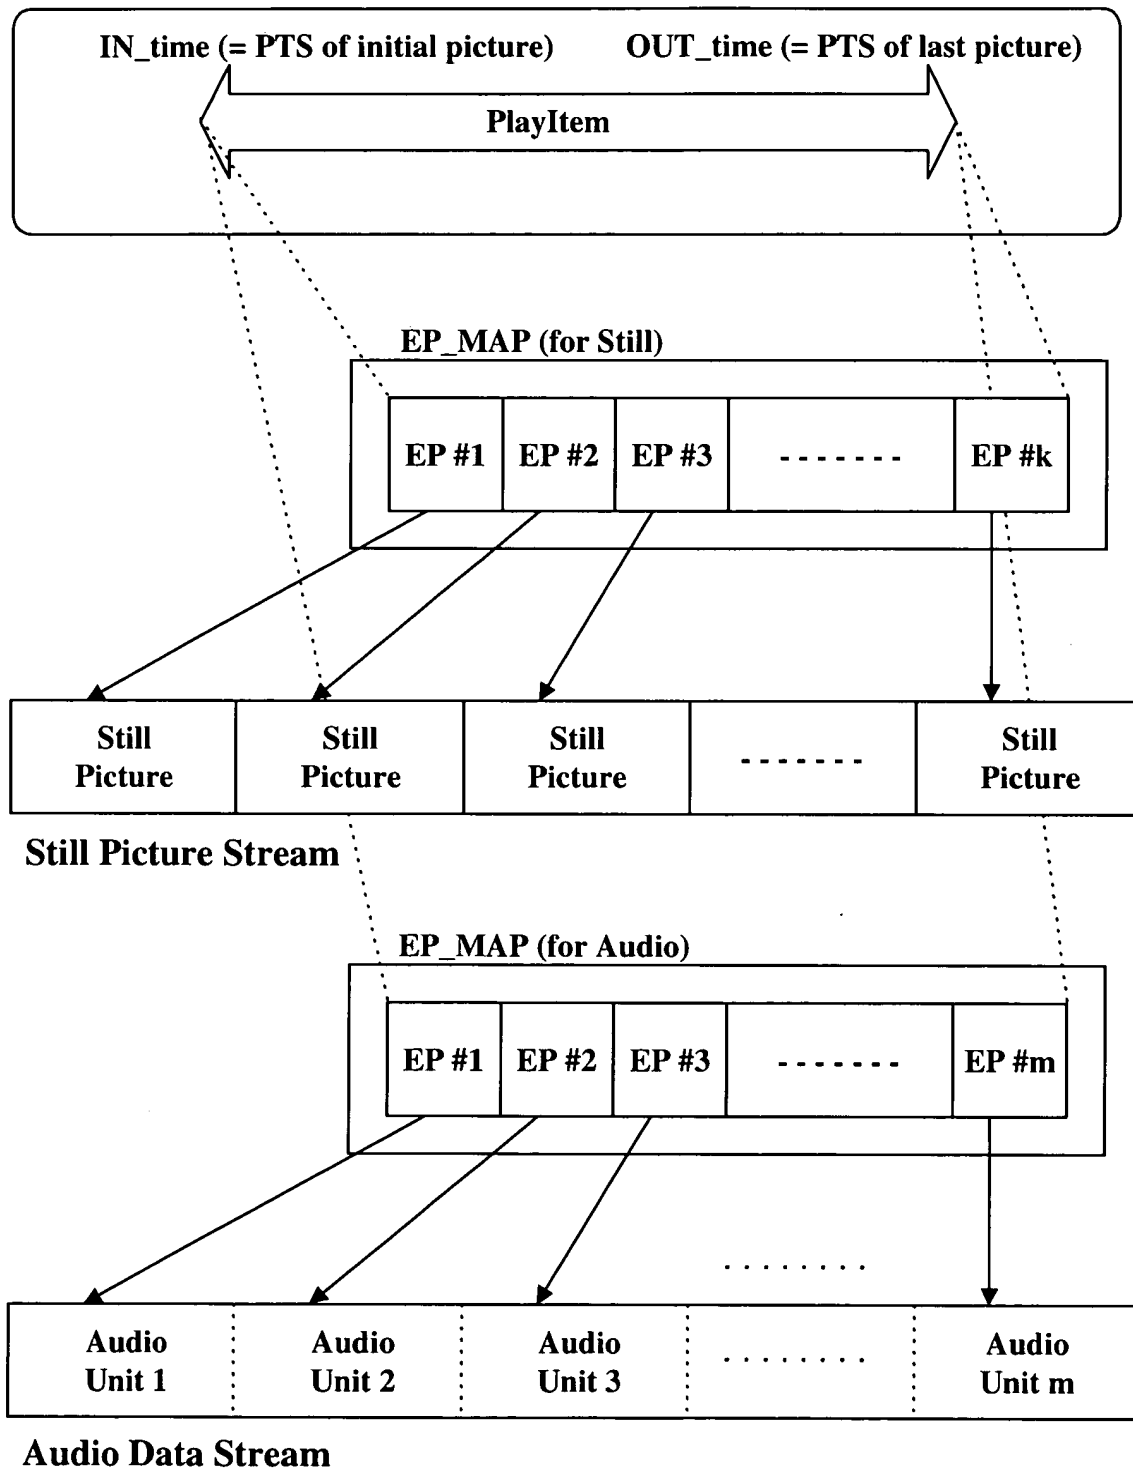 IN_time (= PTS of initial picture) OUT_time (= PTS of last picture)
PlayItem
EP_MAP (for Still)
EP #1 EP #2 EP #3 - - - - - - - EP #k
Still Picture
Still Picture
Still Picture
- - - - - - -
Still Picture
Still Picture Stream
EP_MAP (for Audio)
EP #1 EP #2 EP #3 - - - - - - - EP #m
. . . . . . . .
Audio Unit 1
Audio Unit 2
Audio Unit 3
. . . . . . . .
Audio Unit m
Audio Data Stream